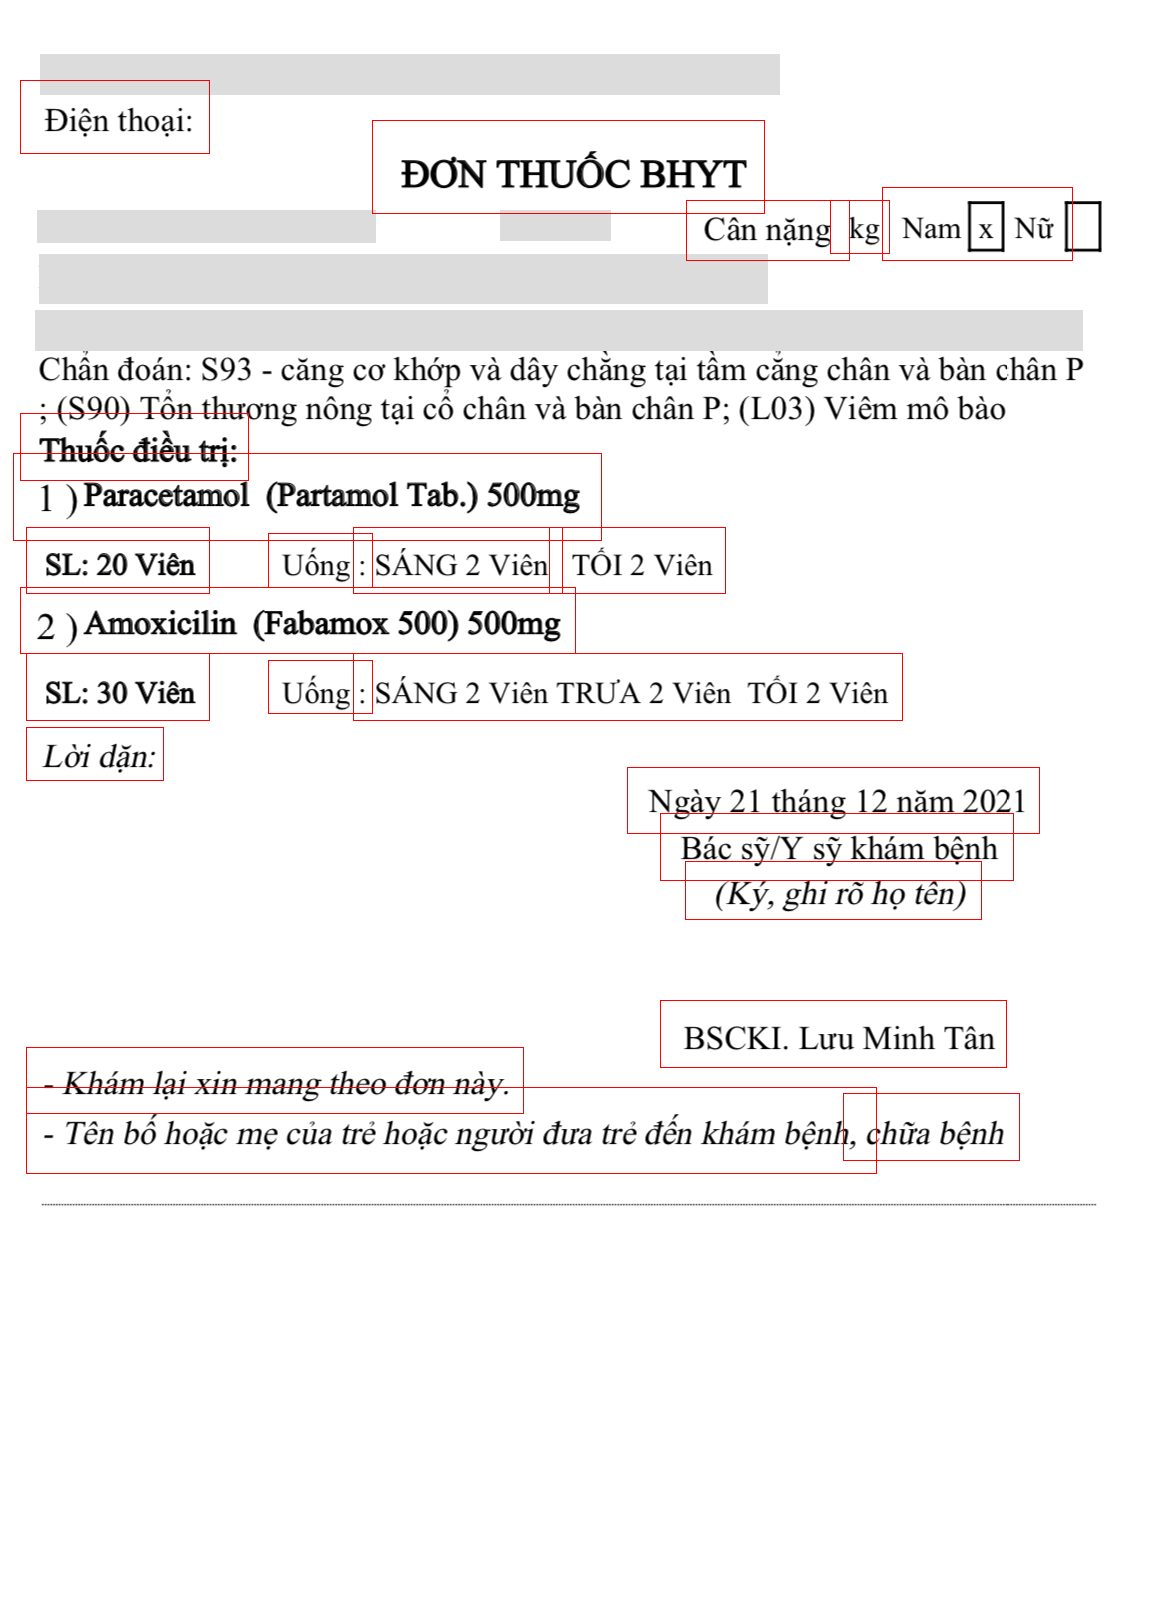 Điện thoại:
ĐƠN THUỐC BHYT
Cân nặng kg Nam x Nữ
Chẩn đoán: S93 - căng cơ khớp và dây chằng tại tầm cẳng chân và bàn chân P
; (S90) Tổn thương nông tại cổ chân và bàn chân P; (L03) Viêm mô bào
Thuốc điều trị:
1 ) Paracetamol (Partamol Tab.) 500mg
SL: 20 Viên Uống : SÁNG 2 Viên TỐI 2 Viên
2 ) Amoxicilin (Fabamox 500) 500mg
SL: 30 Viên Uống : SÁNG 2 Viên TRƯA 2 Viên TỐI 2 Viên
Lời dặn:
Ngày 21 tháng 12 năm 2021
Bác sỹ/Y sỹ khám bệnh
(Ký, ghi rõ họ tên)
BSCKI. Lưu Minh Tân
- Khám lại xin mang theo đơn này.
- Tên bố hoặc mẹ của trẻ hoặc người đưa trẻ đến khám bệnh, chữa bệnh